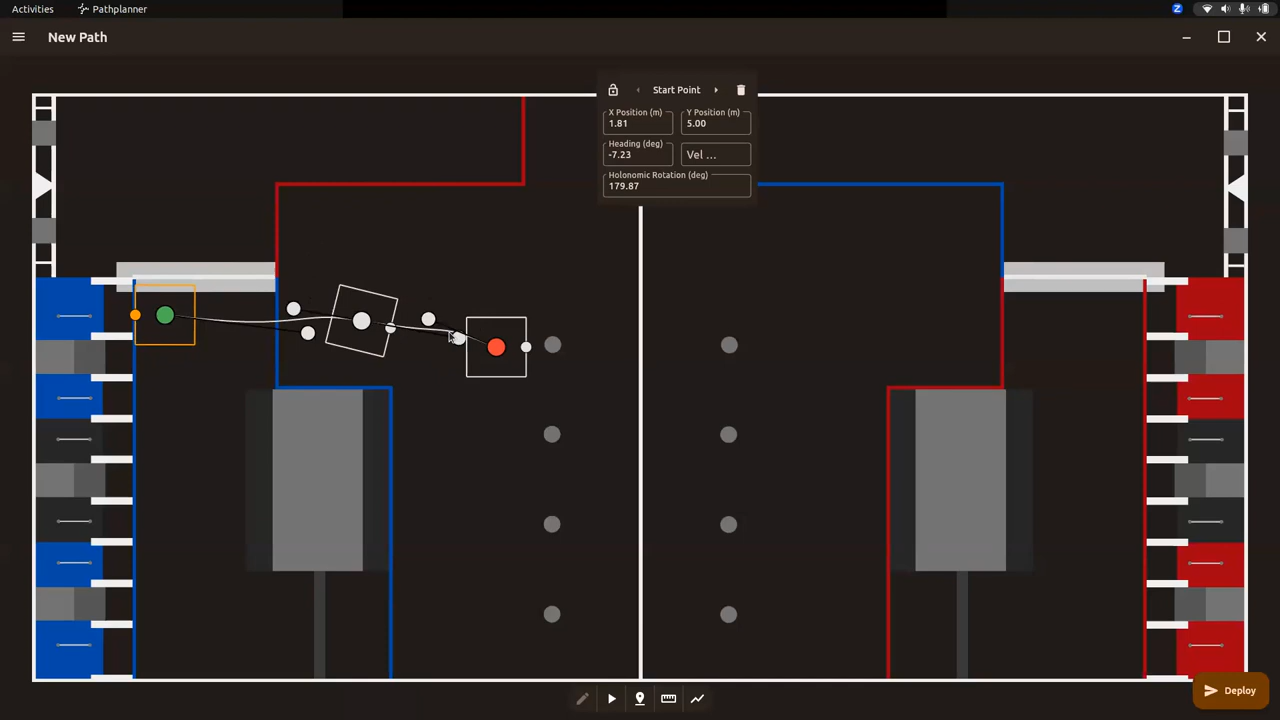 Activities
Pathplanner
Z
New Path
Start Point
X Position (m)
1.81
Y Position (m)
5.00
Heading (deg)
-7.23
Vel ...
Holonomic Rotation (deg)
179.87
Deploy